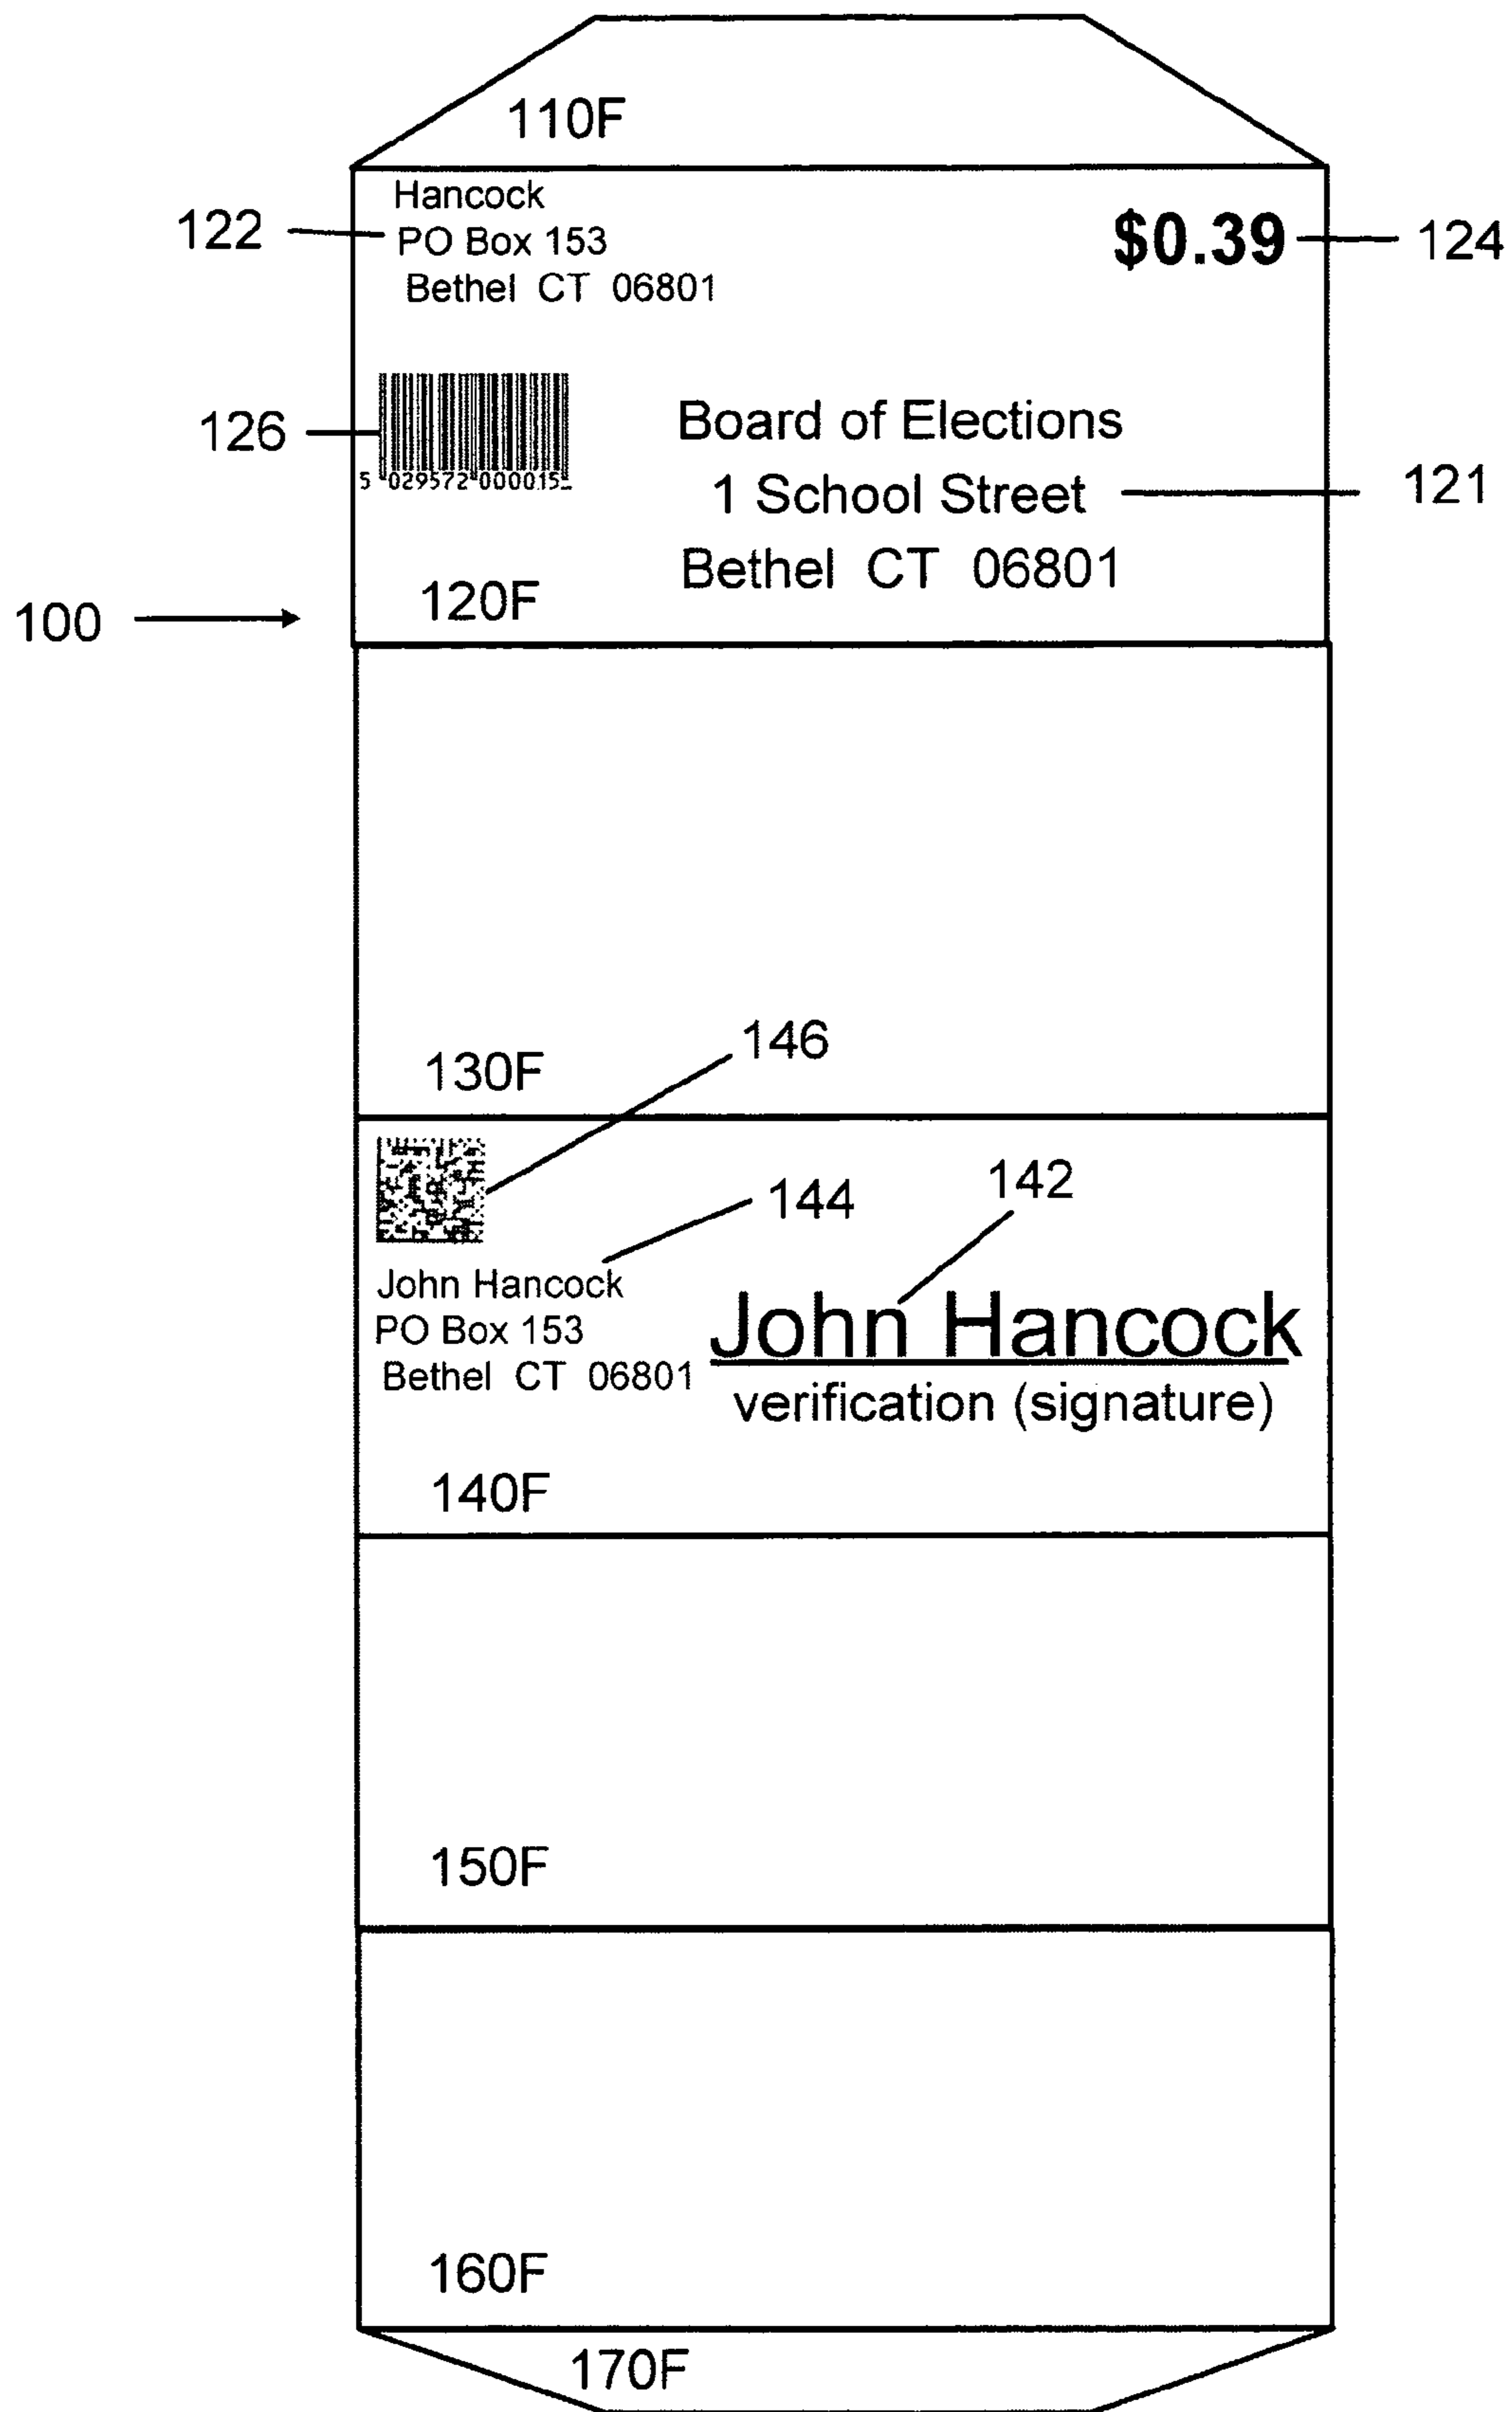 110F
Hancock
122
PO Box 153
$0.39
124
Bethel CT 06801
126
5 029572 000015
Board of Elections
1 School Street
121
Bethel CT 06801
100
120F
146
130F
144
142
John Hancock
PO Box 153
Bethel CT 06801
John Hancock
verification (signature)
140F
150F
160F
170F